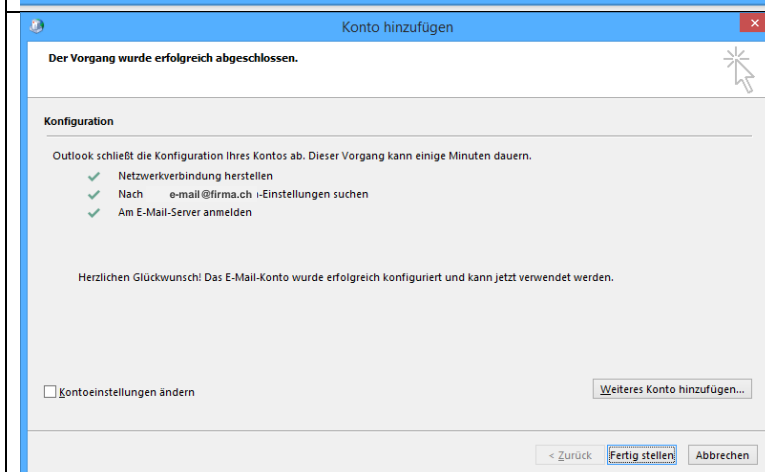 Konto hinzufügen
Der Vorgang wurde erfolgreich abgeschlossen.
Konfiguration
Outlook schließt die Konfiguration Ihres Kontos ab. Dieser Vorgang kann einige Minuten dauern.
Netzwerkverbindung herstellen
Nach e-mail@firma.ch -Einstellungen suchen
Am E-Mail-Server anmelden
Herzlichen Glückwunsch! Das E-Mail-Konto wurde erfolgreich konfiguriert und kann jetzt verwendet werden.
Kontoeinstellungen ändern
Weiteres Konto hinzufügen...
< Zurück Fertig stellen Abbrechen